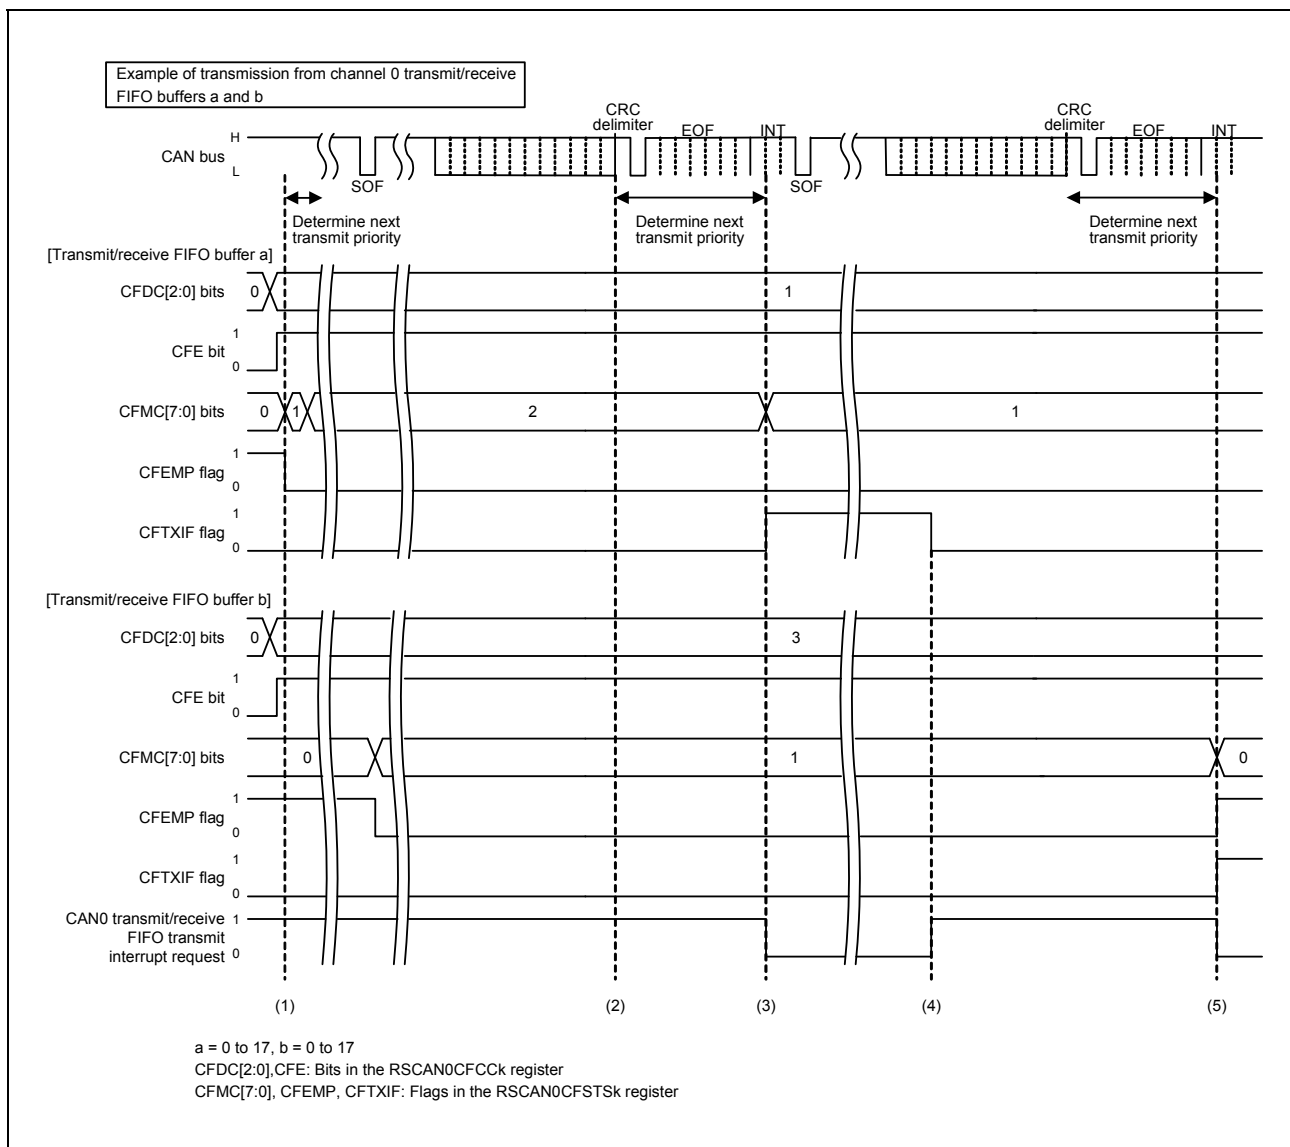 Example of transmission from channel 0 transmit/receive
FIFO buffers a and b
CRC
delimiter
EOF
INT
CRC
delimiter
EOF
INT
H
CAN bus
L
SOF
SOF
Determine next
transmit priority
Determine next
transmit priority
Determine next
transmit priority
[Transmit/receive FIFO buffer a]
CFDC[2:0] bits 0 1
1
CFE bit
0
CFMC[7:0] bits 0 1 2 1
1
CFEMP flag
0
1
CFTXIF flag
0
[Transmit/receive FIFO buffer b]
CFDC[2:0] bits 0 3
1
CFE bit
0
CFMC[7:0] bits 0 1 0
1
CFEMP flag
0
1
CFTXIF flag
0
CAN0 transmit/receive 1
FIFO transmit
interrupt request 0
(1) (2) (3) (4) (5)
a = 0 to 17, b = 0 to 17
CFDC[2:0],CFE: Bits in the RSCAN0CFCCk register
CFMC[7:0], CFEMP, CFTXIF: Flags in the RSCAN0CFSTSk register